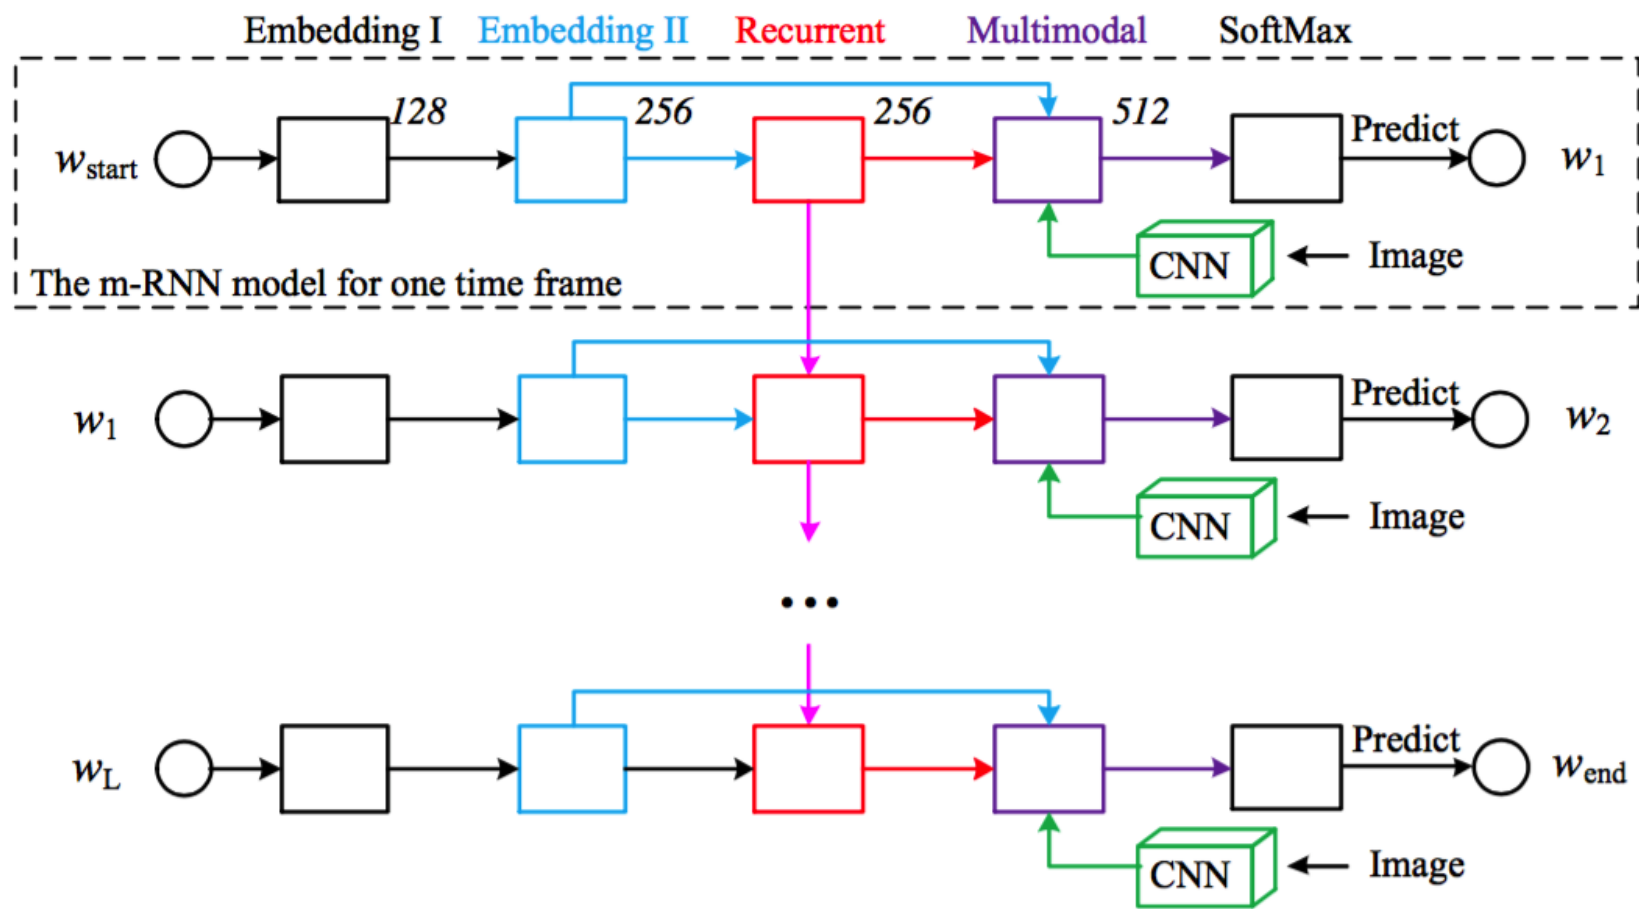 Embedding I Embedding II Recurrent Multimodal SoftMax
128 256 256 512
w_start Predict w_1
CNN Image
The m-RNN model for one time frame
w_1 Predict w_2
CNN Image
...
w_L Predict w_end
CNN Image